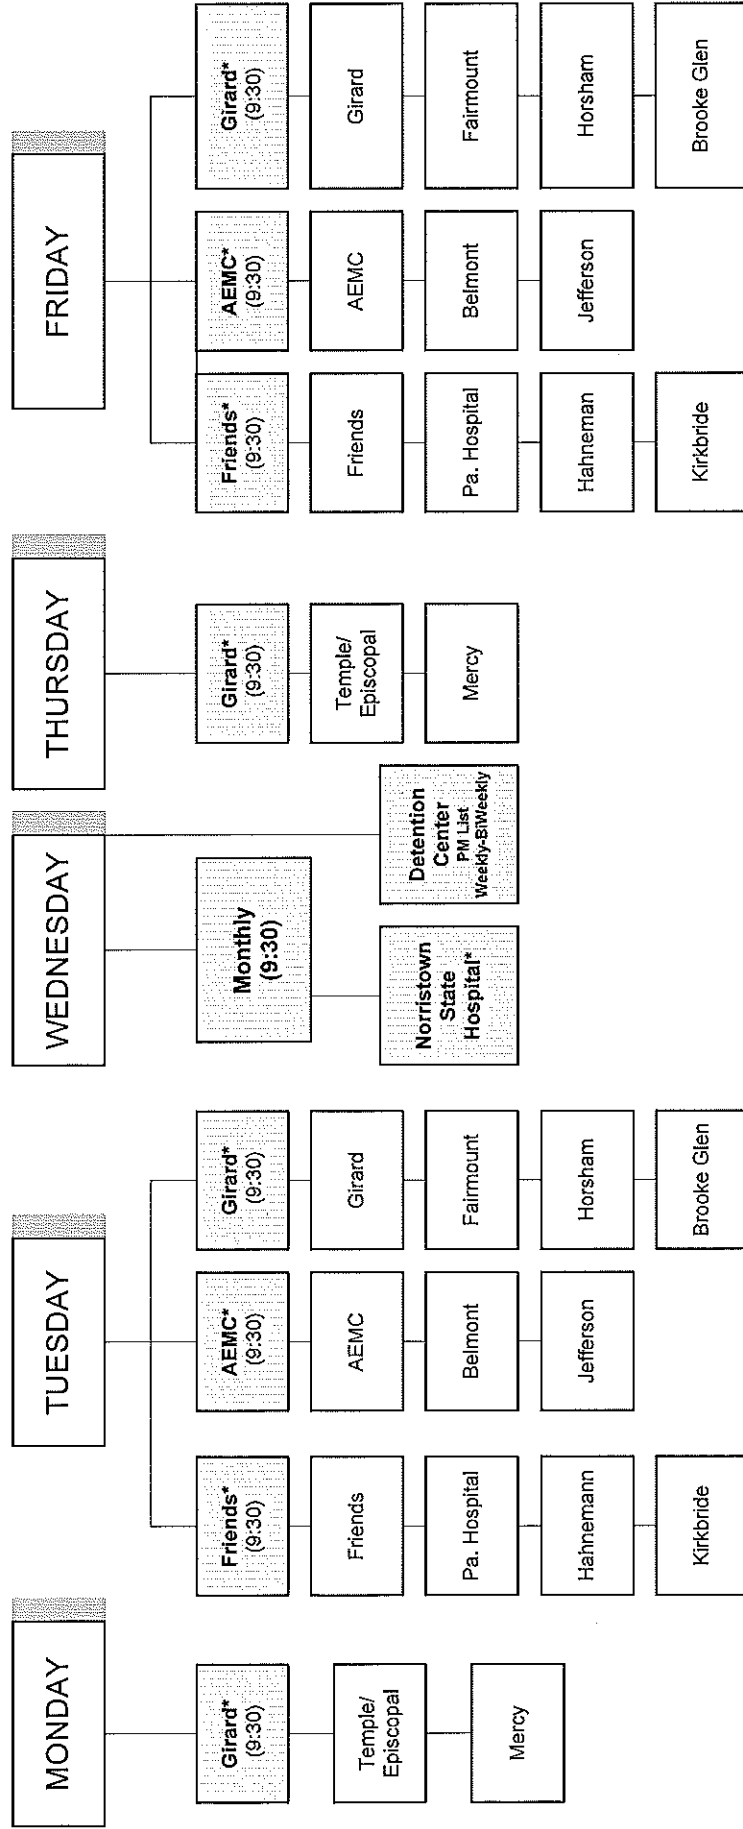 MONDAY
Girard*
(9:30)
Temple/
Episcopal
Mercy
TUESDAY
Friends*
(9:30)
Friends
Pa. Hospital
Hahnemann
Kirkbride
AEMC*
(9:30)
AEMC
Belmont
Jefferson
Girard*
(9:30)
Girard
Fairmount
Horsham
Brooke Glen
WEDNESDAY
Monthly
(9:30)
Norristown
State
Hospital*
Detention
Center
PM List
Weekly-BiWeekly
THURSDAY
Girard*
(9:30)
Temple/
Episcopal
Mercy
FRIDAY
Friends*
(9:30)
Friends
Pa. Hospital
Hahneman
Kirkbride
AEMC*
(9:30)
AEMC
Belmont
Jefferson
Girard*
(9:30)
Girard
Fairmount
Horsham
Brooke Glen